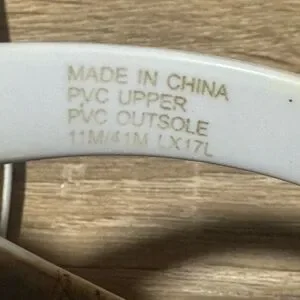 MADE IN CHINA
PVC UPPER
PVC OUTSOLE
11M/41M LX17L